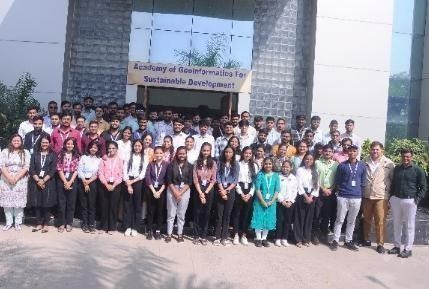 Academy of Geoinformatics For
Sustainable Development